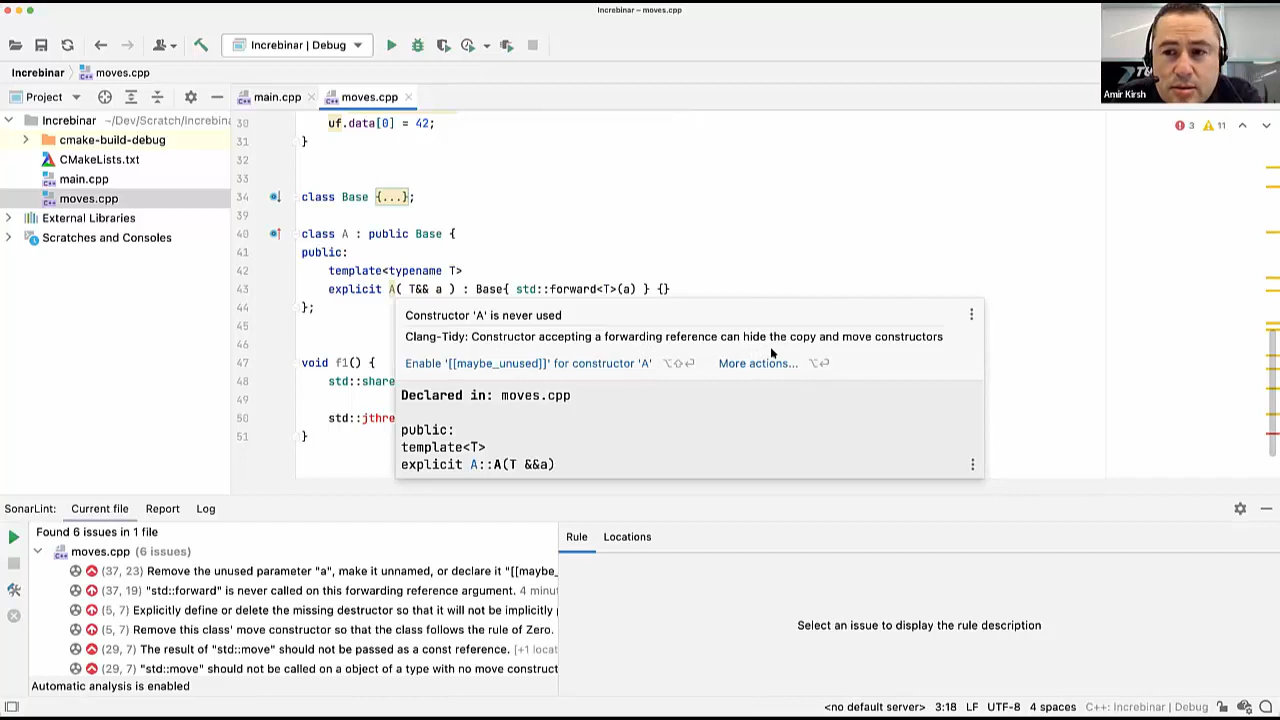 Increbinar – moves.cpp
Increbinar | Debug
Amir Kirsh
Increbinar moves.cpp
Project
main.cpp
moves.cpp
Increbinar ~/Dev/Scratch/Increbina
cmake-build-debug
CMakeLists.txt
main.cpp
moves.cpp
External Libraries
Scratches and Consoles
3 11
30 uf.data[0] = 42;
31 }
32
33
34 class Base {...};
39
40 class A : public Base {
41 public:
42 template<typename T>
43 explicit A( T&& a ) : Base{ std::forward<T>(a) } {}
44 };
45
46
47 void f1() {
48 std::share
49
50 std::jthre
51 }
Constructor 'A' is never used
Clang-Tidy: Constructor accepting a forwarding reference can hide the copy and move constructors
Enable '[[maybe_unused]]' for constructor 'A' ⌥⇧⏎ More actions... ⌥⏎
Declared in: moves.cpp
public:
template<T>
explicit A::A(T &&a)
SonarLint: Current file Report Log
Found 6 issues in 1 file
moves.cpp (6 issues)
(37, 23) Remove the unused parameter "a", make it unnamed, or declare it "[[maybe_
(37, 19) "std::forward" is never called on this forwarding reference argument. 4 minut
(5, 7) Explicitly define or delete the missing destructor so that it will not be implicitly
(5, 7) Remove this class' move constructor so that the class follows the rule of Zero.
(29, 7) The result of "std::move" should not be passed as a const reference. [+1 locat
(29, 7) "std::move" should not be called on a object of a type with no move construct
Automatic analysis is enabled
Rule Locations
Select an issue to display the rule description
<no default server> 3:18 LF UTF-8 4 spaces C++: Increbinar | Debug